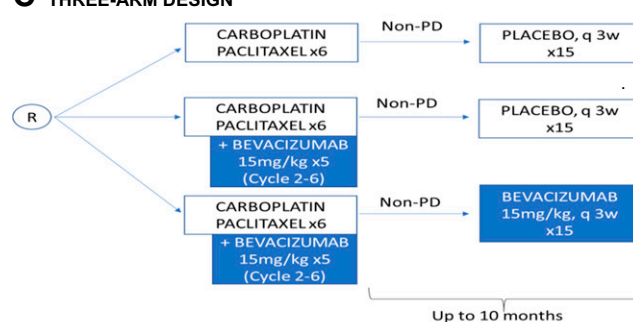 THREE-ARM DESIGN
CARBOPLATIN
PACLITAXEL x6
Non-PD
PLACEBO, q 3w
x15
R
CARBOPLATIN
PACLITAXEL x6
+ BEVACIZUMAB
15mg/kg x5
(Cycle 2-6)
Non-PD
PLACEBO, q 3w
x15
CARBOPLATIN
PACLITAXEL x6
+ BEVACIZUMAB
15mg/kg x5
(Cycle 2-6)
Non-PD
BEVACIZUMAB
15mg/kg, q 3w
x15
Up to 10 months